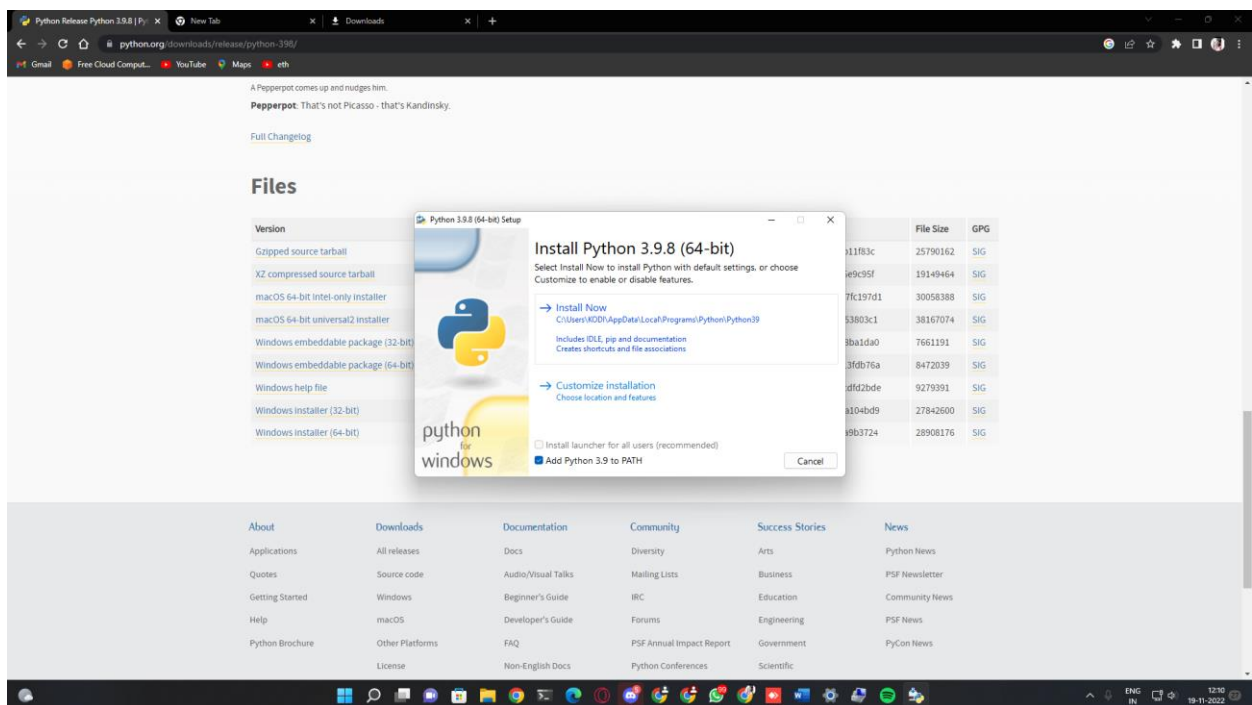 Python Release Python 3.9.8 | Py
New Tab
Downloads
python.org/downloads/release/python-398/
Gmail
Free Cloud Comput...
YouTube
Maps
eth
A Pepperpot comes up and nudges him.
Pepperpot: That's not Picasso - that's Kandinsky.
Full Changelog
Files
Version File Size GPG
Gzipped source tarball 25790162 SIG
XZ compressed source tarball 19149464 SIG
macOS 64-bit Intel-only installer 7fc197d1 30058388 SIG
macOS 64-bit universal2 installer 53803c1 38167074 SIG
Windows embeddable package (32-bit) 7661191 SIG
Windows embeddable package (64-bit) 8472039 SIG
Windows help file 9279391 SIG
Windows installer (32-bit) 27842600 SIG
Windows installer (64-bit) 28908176 SIG
Python 3.9.8 (64-bit) Setup
Install Python 3.9.8 (64-bit)
Select Install Now to install Python with default settings, or choose
Customize to enable or disable features.
Install Now
C:\Users\KODI\AppData\Local\Programs\Python\Python39
Includes IDLE, pip and documentation
Creates shortcuts and file associations
Customize installation
Choose location and features
python
for
windows
Install launcher for all users (recommended)
Add Python 3.9 to PATH
Cancel
About Downloads Documentation Community Success Stories News
Applications All releases Docs Diversity Arts Python News
Quotes Source code Audio/Visual Talks Mailing Lists Business PSF Newsletter
Getting Started Windows Beginner's Guide IRC Education Community News
Help macOS Developer's Guide Forums Engineering PSF News
Python Brochure Other Platforms FAQ PSF Annual Impact Report Government PyCon News
License Non-English Docs Python Conferences Scientific
ENG
IN
12:10
19-11-2022